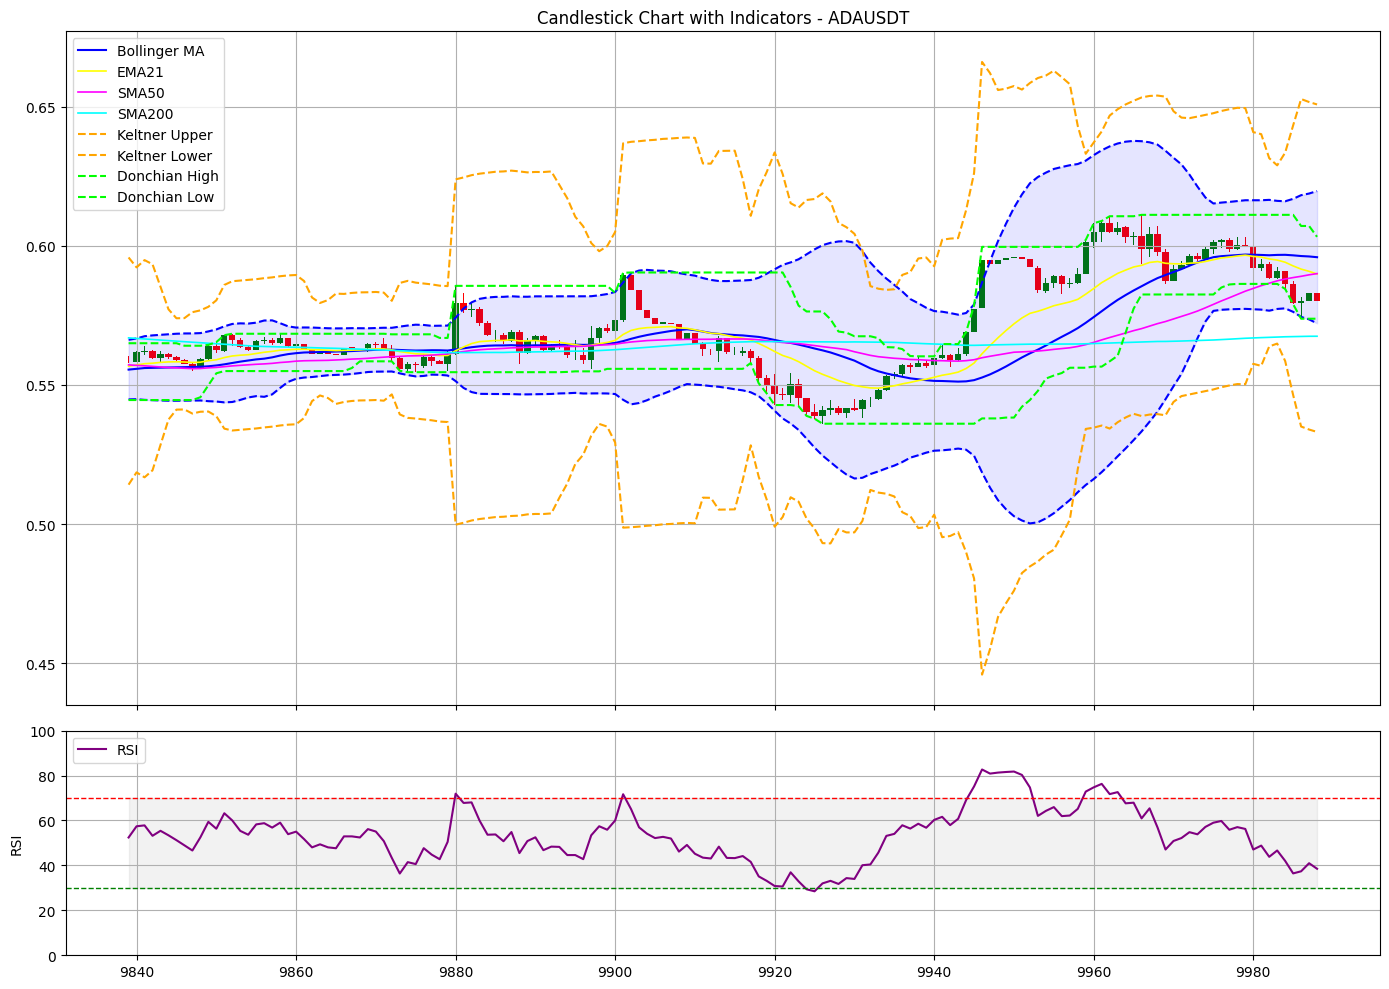 Candlestick Chart with Indicators - ADAUSDT
Bollinger MA
EMA21
SMA50
SMA200
Keltner Upper
Keltner Lower
Donchian High
Donchian Low
0.65
0.60
0.55
0.50
0.45
RSI
RSI
100
80
60
40
20
0
9840 9860 9880 9900 9920 9940 9960 9980